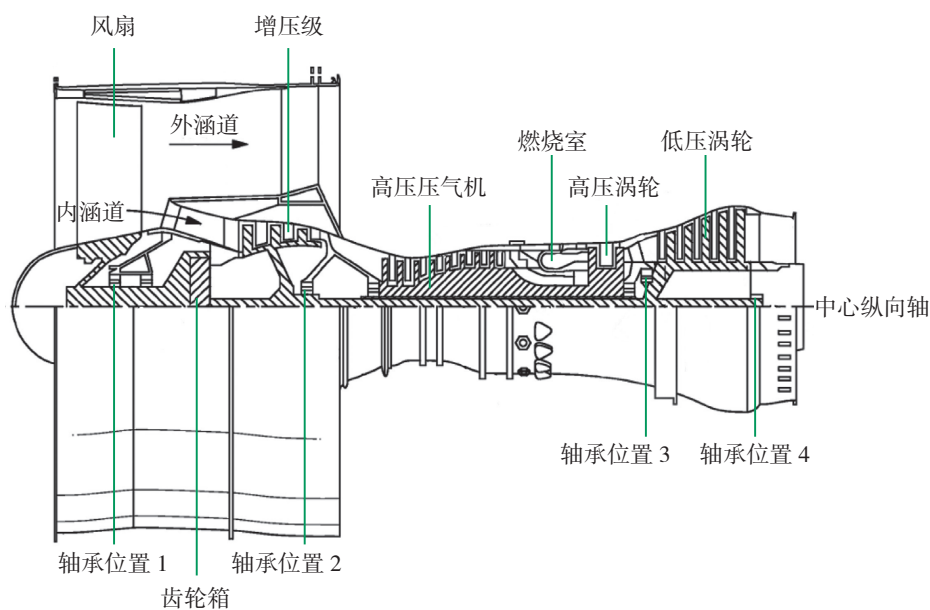 风扇
增压级
外涵道
燃烧室
低压涡轮
高压压气机
高压涡轮
内涵道
中心纵向轴
轴承位置 3
轴承位置 4
轴承位置 1
轴承位置 2
齿轮箱